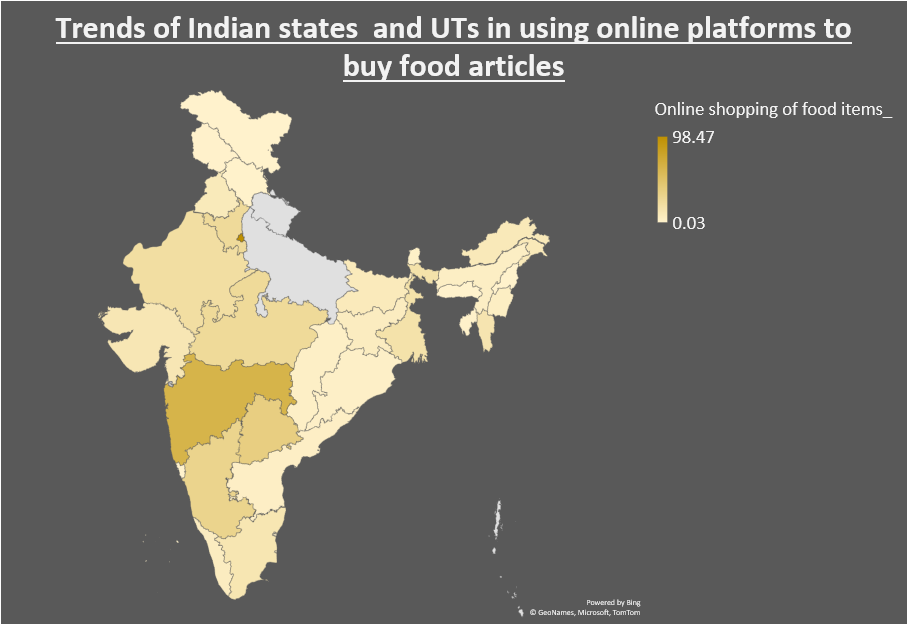 Trends of Indian states  and UTs in using online platforms to
buy food articles
Online shopping of food items_
98.47
0.03
Powered by Bing
© GeoNames, Microsoft, TomTom